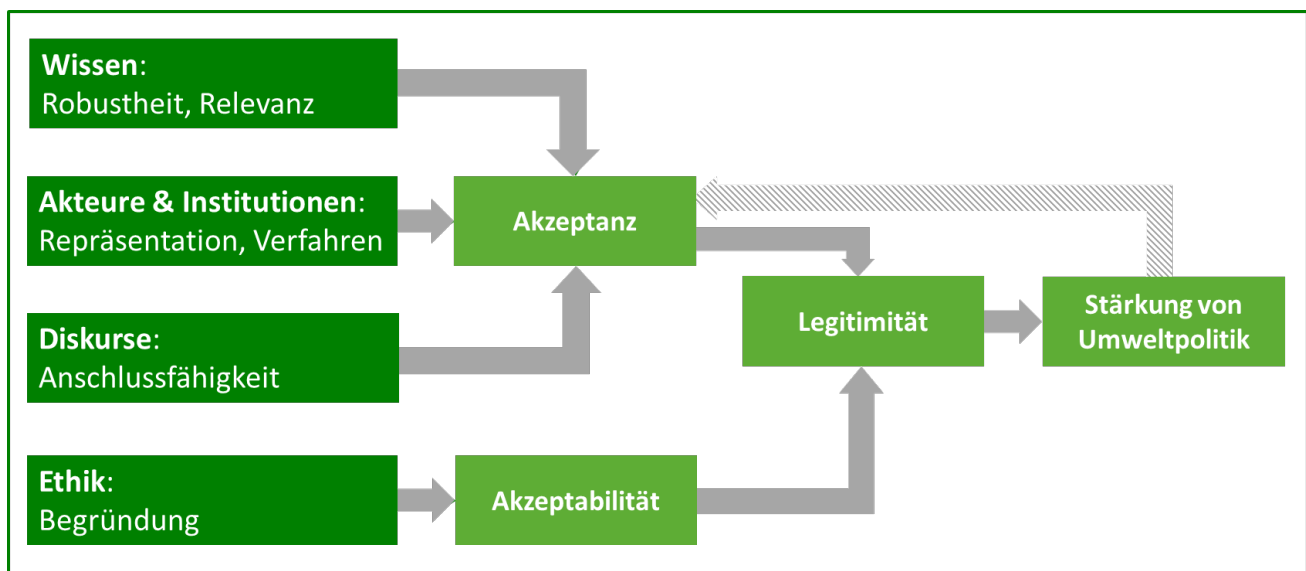 Wissen:
Robustheit, Relevanz
Akteure & Institutionen:
Repräsentation, Verfahren
Akzeptanz
Diskurse:
Anschlussfähigkeit
Legitimität
Stärkung von
Umweltpolitik
Ethik:
Begründung
Akzeptabilität